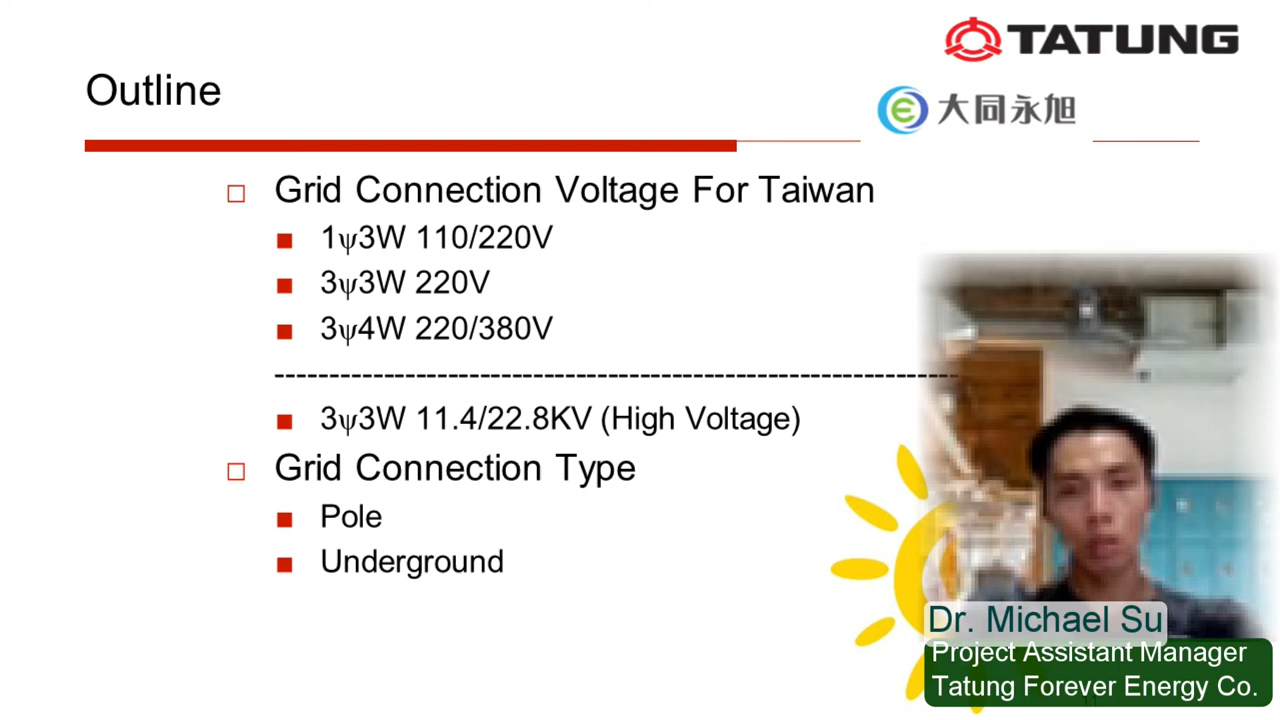 TATUNG
Outline
大同永旭
Grid Connection Voltage For Taiwan
1ψ3W 110/220V
3ψ3W 220V
3ψ4W 220/380V
--------------------------------------------------------------
3ψ3W 11.4/22.8KV (High Voltage)
Grid Connection Type
Pole
Underground
Dr. Michael Su
Project Assistant Manager
Tatung Forever Energy Co.